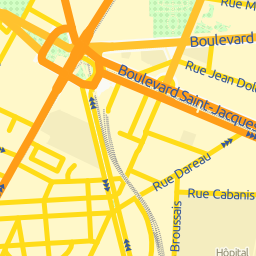 Rue M
Boulevard
Rue Jean Dol
Boulevard Saint-Jacques
Rue Dareau
Rue Cabanis
Broussais
Hôpital